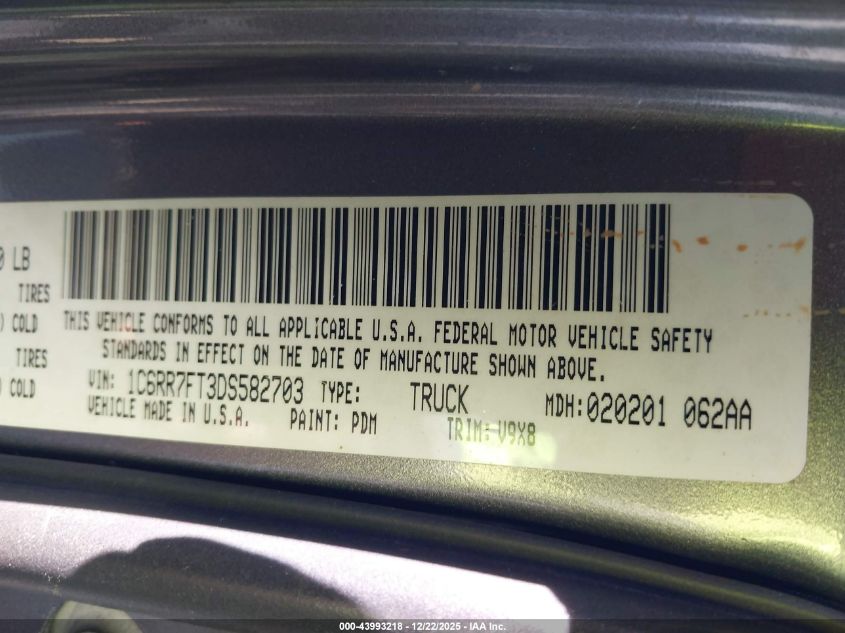 0 LB
TIRES
) COLD
TIRES
) COLD
THIS VEHICLE CONFORMS TO ALL APPLICABLE U.S.A. FEDERAL MOTOR VEHICLE SAFETY
STANDARDS IN EFFECT ON THE DATE OF MANUFACTURE SHOWN ABOVE.
VIN: 1C6RR7FT3DS582703 TYPE: TRUCK MDH:020201 062AA
VEHICLE MADE IN U.S.A. PAINT: PDM TRIM: V9X8
000-43993218 - 12/22/2025 - IAA Inc.